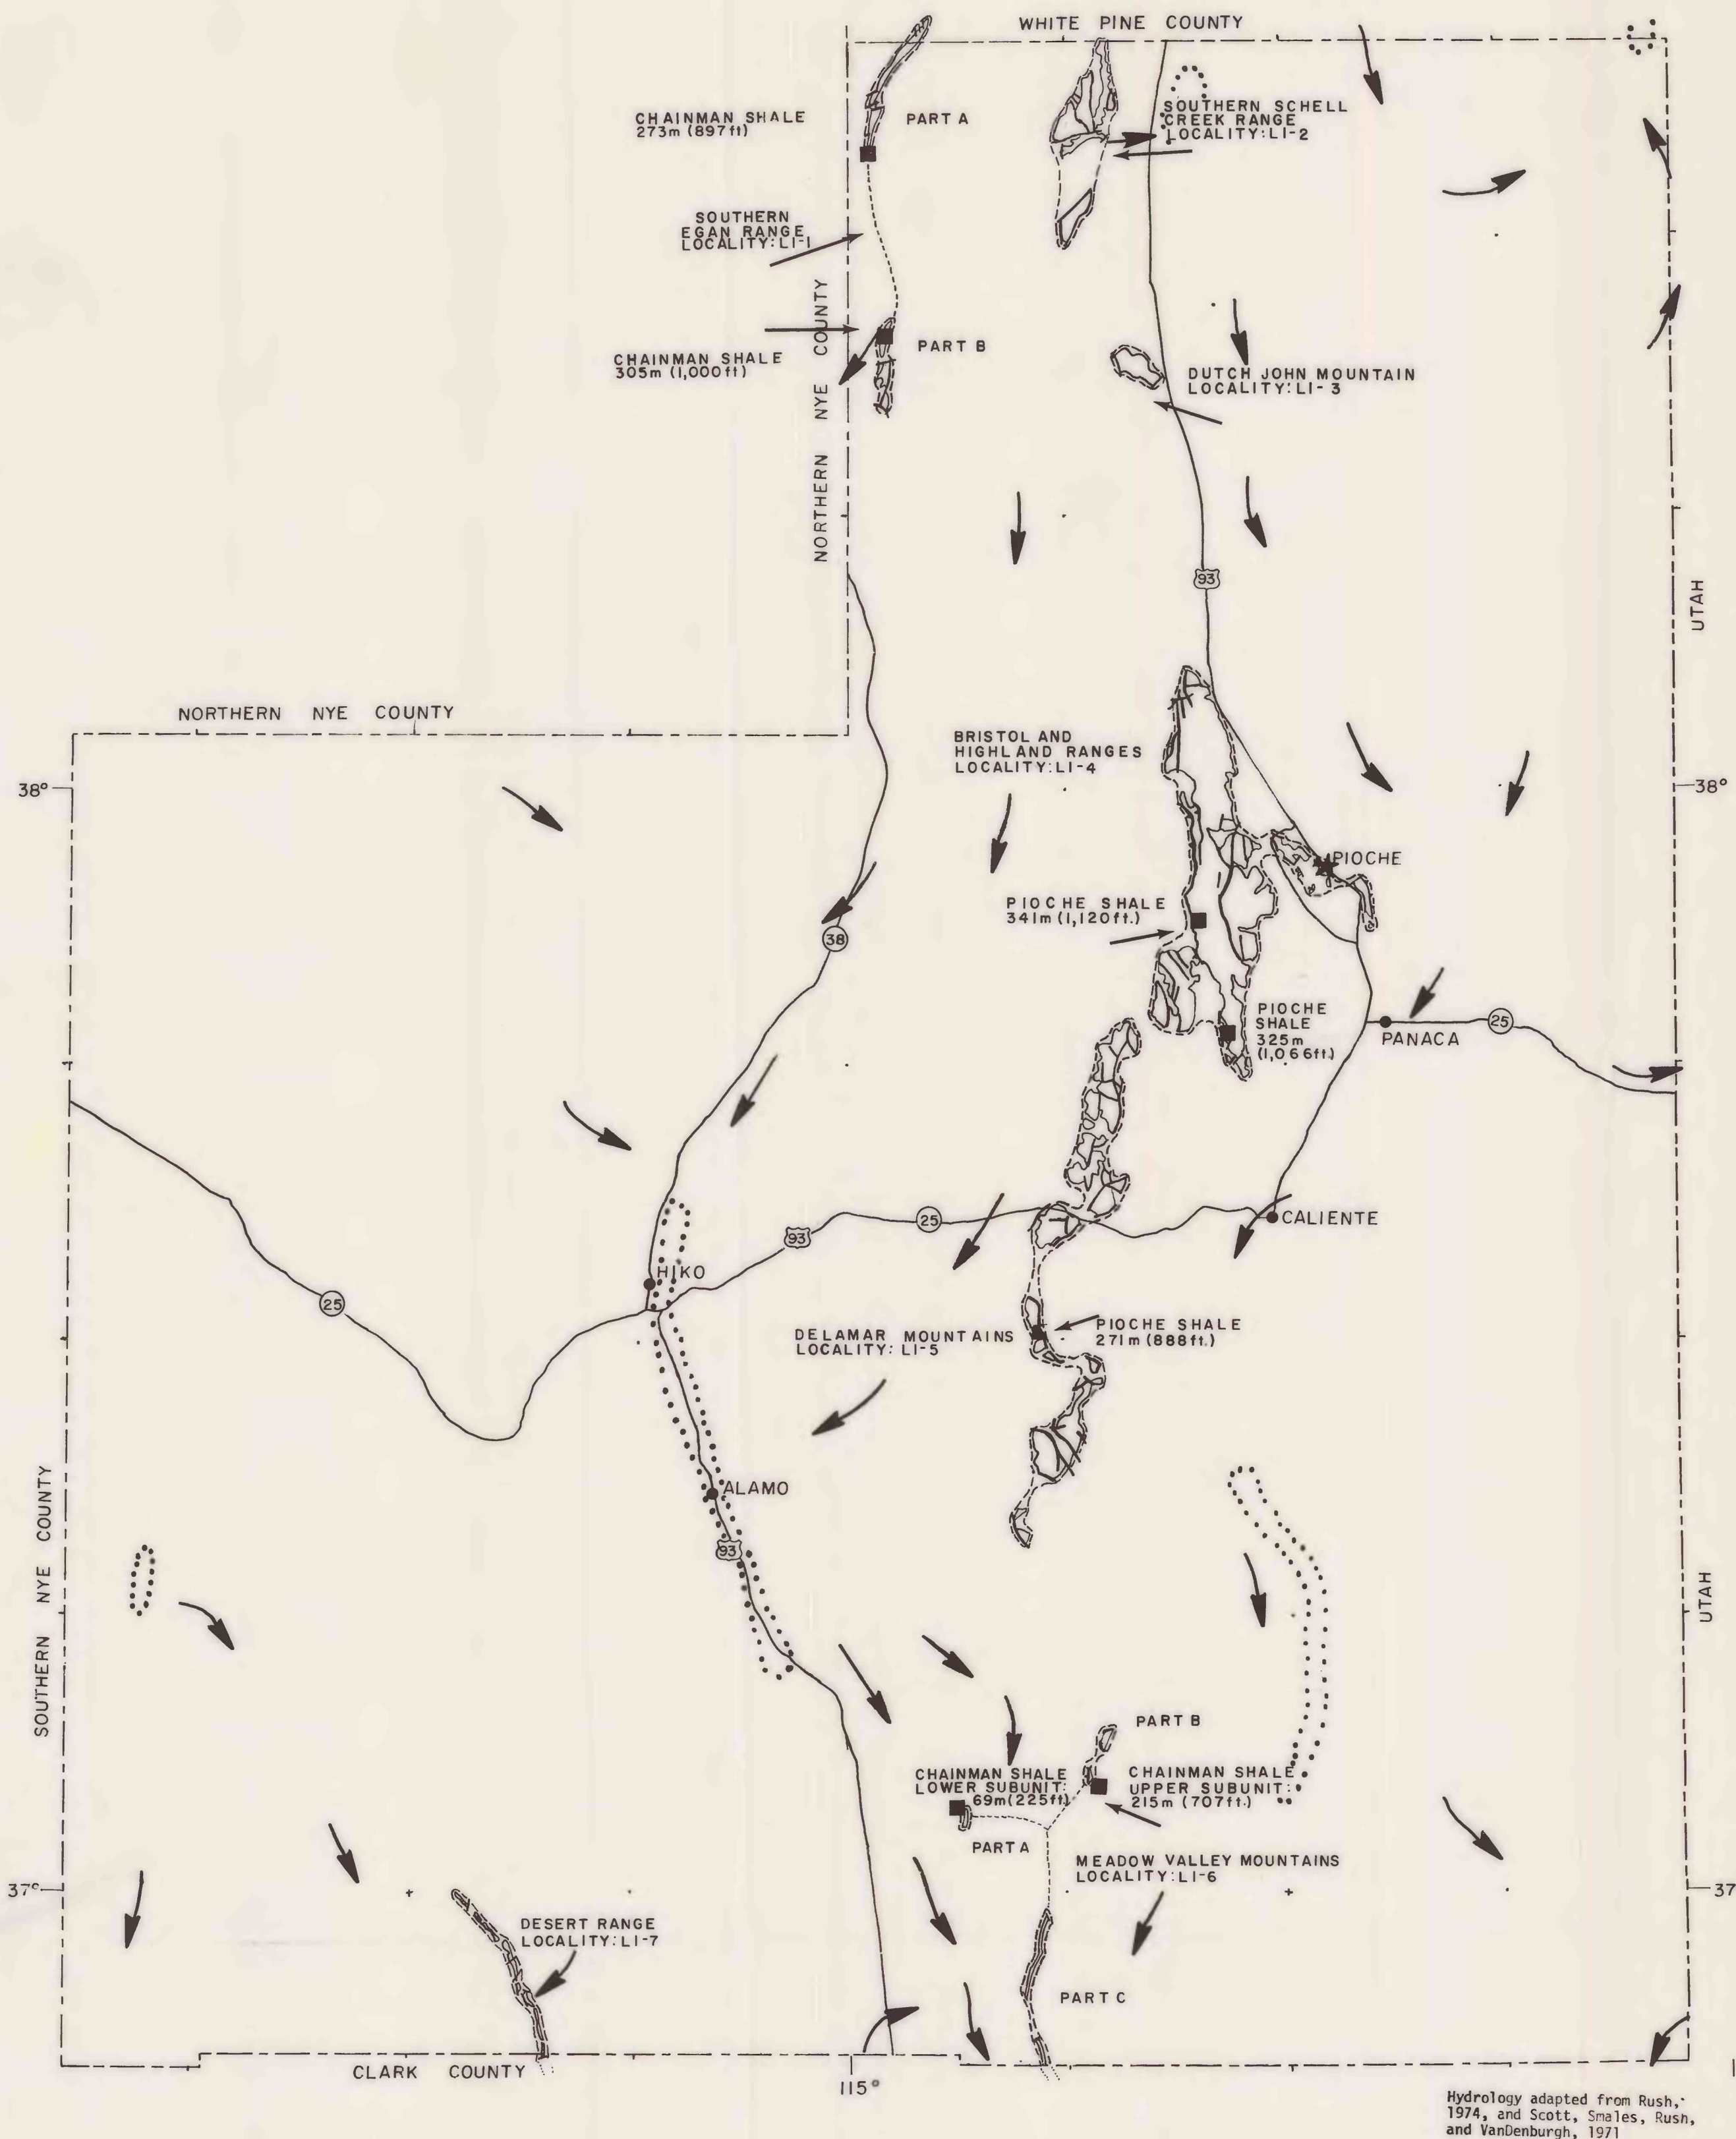 WHITE PINE COUNTY
CHAINMAN SHALE
273m (897ft)
PART A
SOUTHERN SCHELL
CREEK RANGE
LOCALITY: LI-2
SOUTHERN
EGAN RANGE
LOCALITY: LI-1
NORTHERN NYE COUNTY
CHAINMAN SHALE
305m (1,000ft)
PART B
DUTCH JOHN MOUNTAIN
LOCALITY: LI-3
93
UTAH
NORTHERN NYE COUNTY
BRISTOL AND
HIGHLAND RANGES
LOCALITY: LI-4
38°
38°
PIOCHE
PIOCHE SHALE
341m (1,120ft.)
38
PIOCHE
SHALE
325m
(1,066ft.)
25
PANACA
25
93
CALIENTE
HIKO
25
DELAMAR MOUNTAINS
LOCALITY: LI-5
PIOCHE SHALE
271m (888ft.)
ALAMO
93
SOUTHERN NYE COUNTY
UTAH
PART B
CHAINMAN SHALE
LOWER SUBUNIT:
69m (225ft)
CHAINMAN SHALE
UPPER SUBUNIT:
215m (707ft.)
PART A
MEADOW VALLEY MOUNTAINS
LOCALITY: LI-6
37°
37
DESERT RANGE
LOCALITY: LI-7
PART C
CLARK COUNTY
115°
Hydrology adapted from Rush,
1974, and Scott, Smales, Rush,
and VanDenburgh, 1971